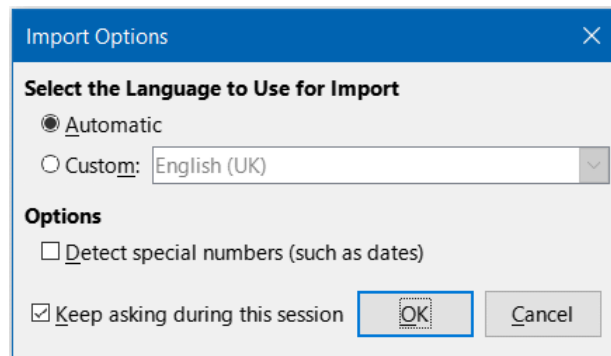 Import Options
Select the Language to Use for Import
Automatic
Custom: English (UK)
Options
Detect special numbers (such as dates)
Keep asking during this session OK Cancel